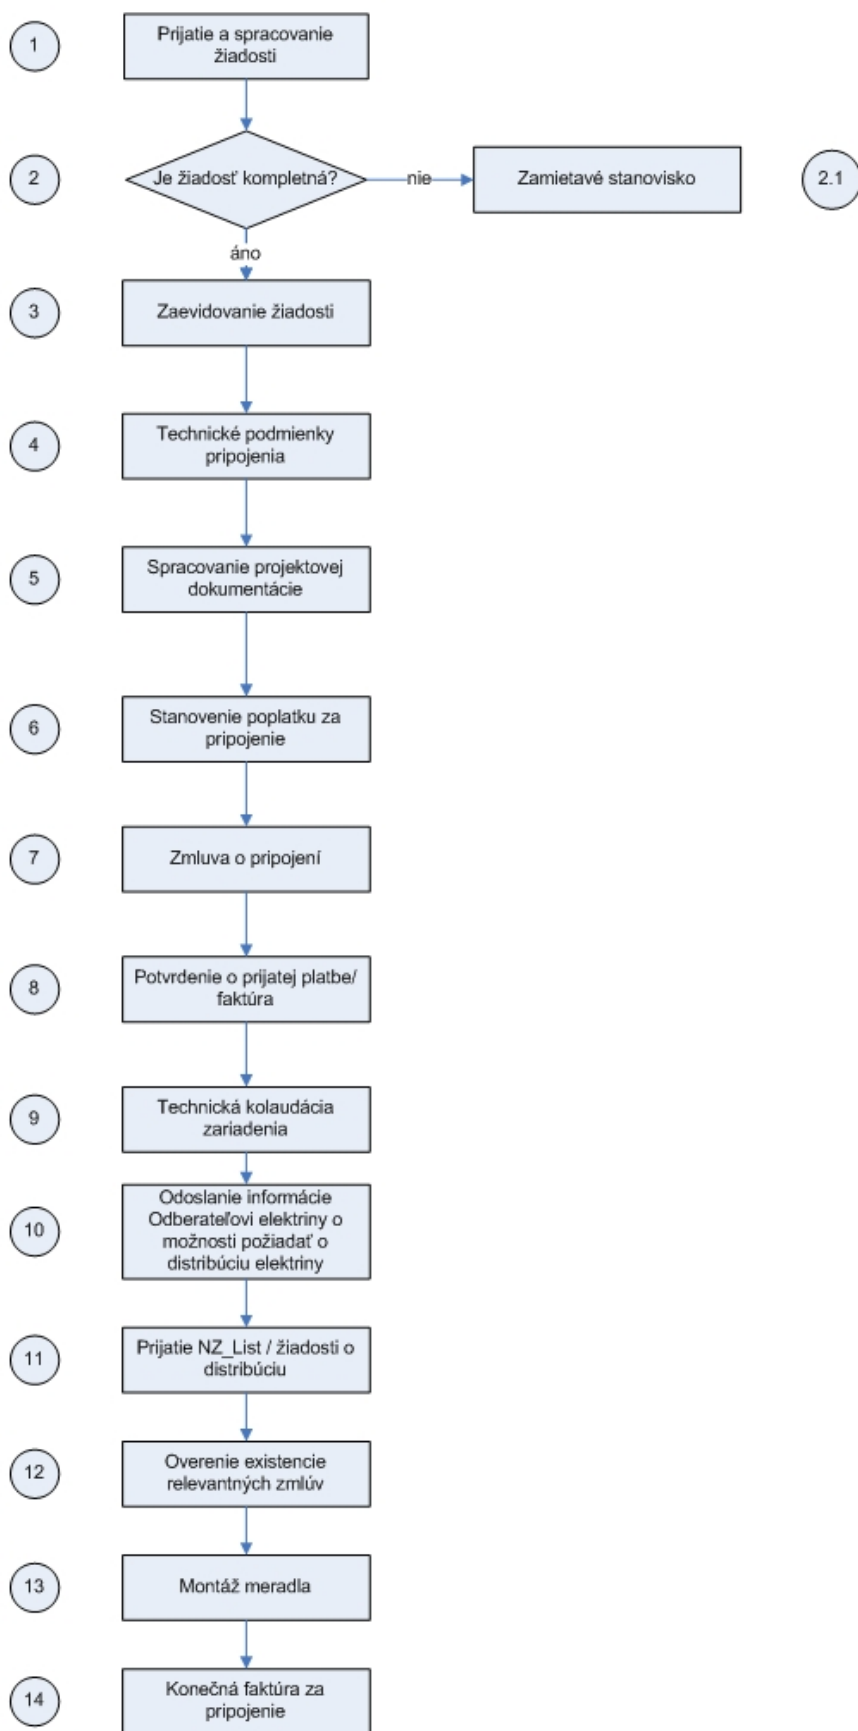 1
Prijatie a spracovanie
žiadosti
2
Je žiadosť kompletná?
nie
Zamietavé stanovisko
2.1
áno
3
Zaevidovanie žiadosti
4
Technické podmienky
pripojenia
5
Spracovanie projektovej
dokumentácie
6
Stanovenie poplatku za
pripojenie
7
Zmluva o pripojení
8
Potvrdenie o prijatej platbe/
faktúra
9
Technická kolaudácia
zariadenia
10
Odoslanie informácie
Odberateľovi elektriny o
možnosti požiadať o
distribúciu elektriny
11
Prijatie NZ_List / žiadosti o
distribúciu
12
Overenie existencie
relevantných zmlúv
13
Montáž meradla
14
Konečná faktúra za
pripojenie